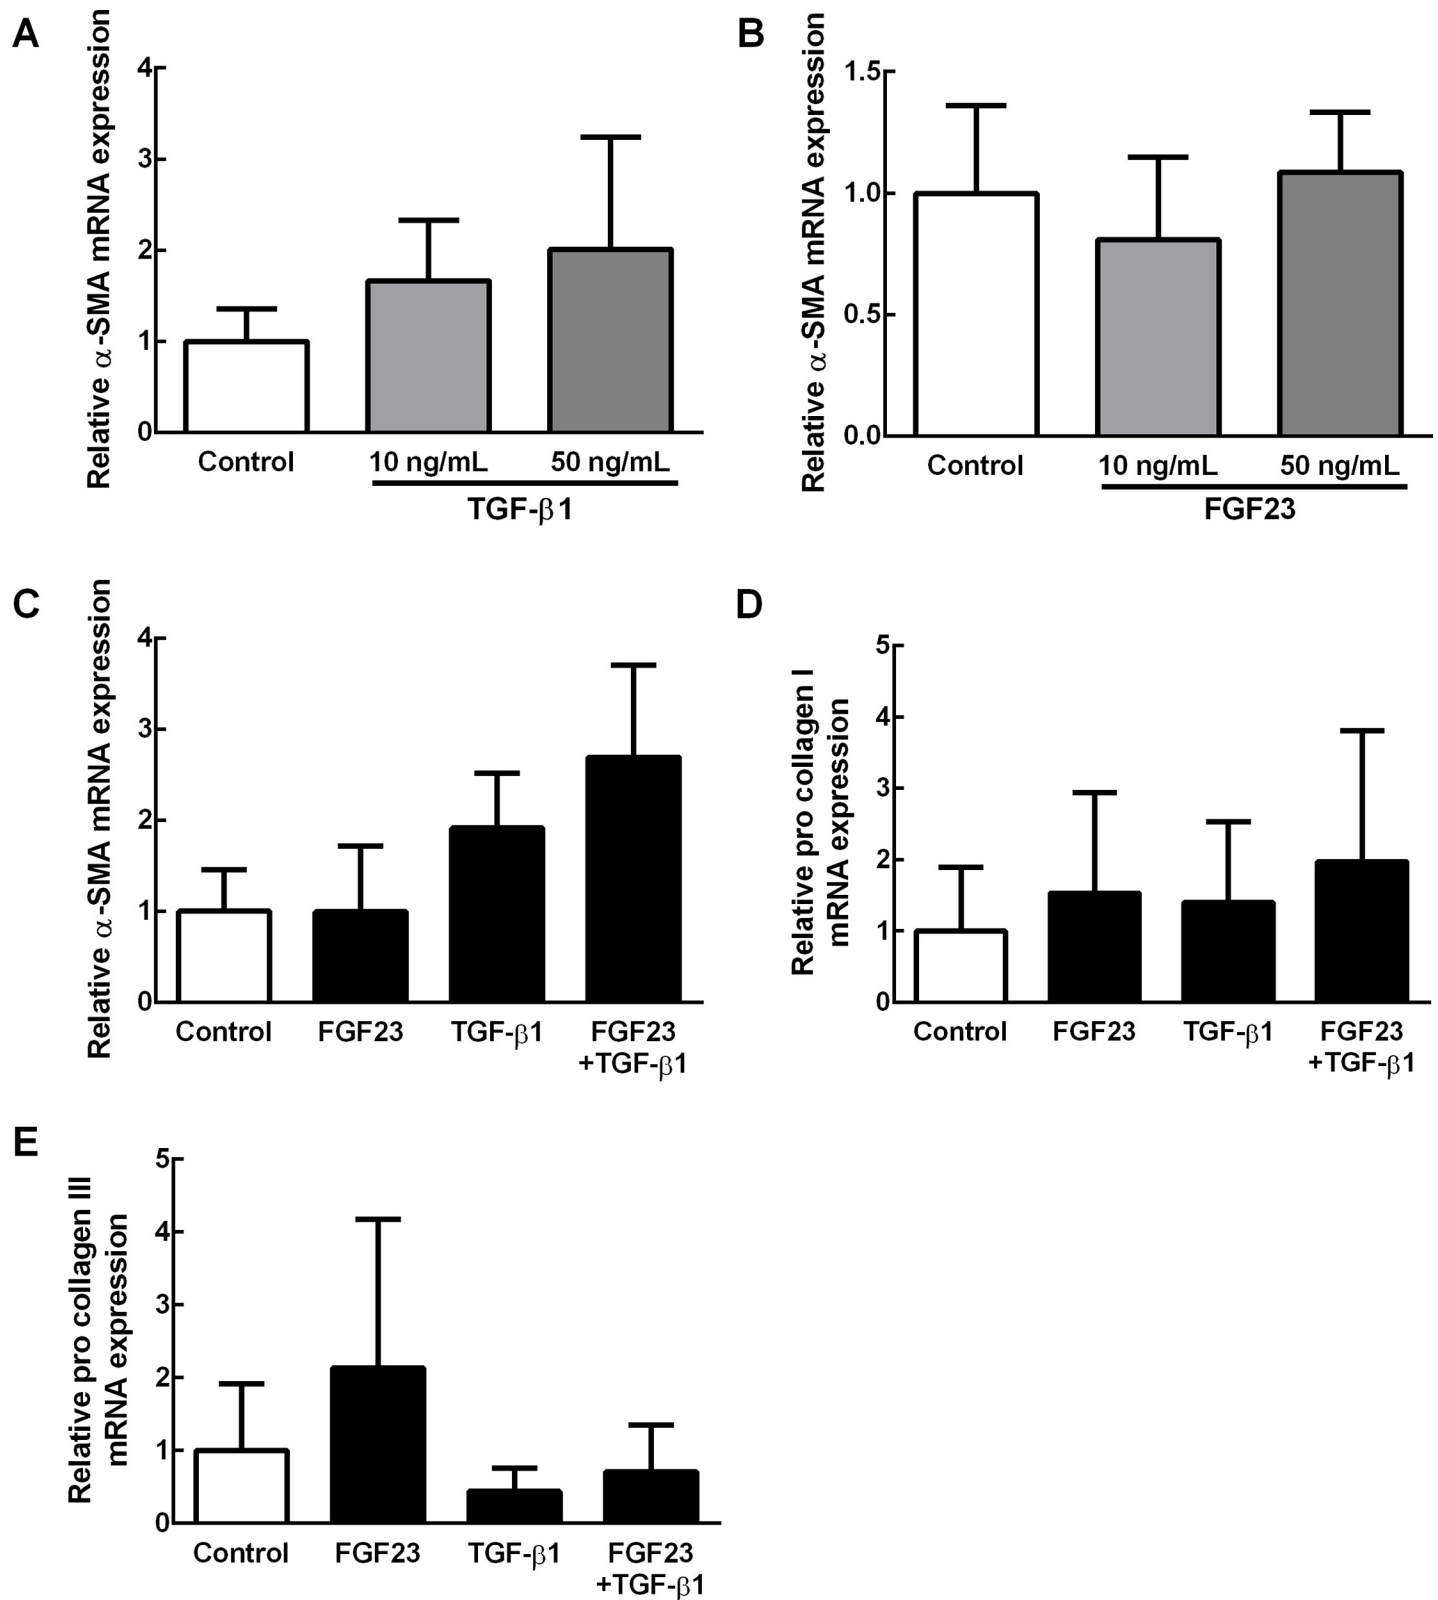 A
Relative α-SMA mRNA expression
4
3
2
1
0
Control
10 ng/mL
50 ng/mL
TGF-β1
B
Relative α-SMA mRNA expression
1.5
1.0
0.5
0.0
Control
10 ng/mL
50 ng/mL
FGF23
C
Relative α-SMA mRNA expression
4
3
2
1
0
Control
FGF23
TGF-β1
FGF23
+TGF-β1
D
Relative pro collagen I
mRNA expression
5
4
3
2
1
0
Control
FGF23
TGF-β1
FGF23
+TGF-β1
E
Relative pro collagen III
mRNA expression
5
4
3
2
1
0
Control
FGF23
TGF-β1
FGF23
+TGF-β1